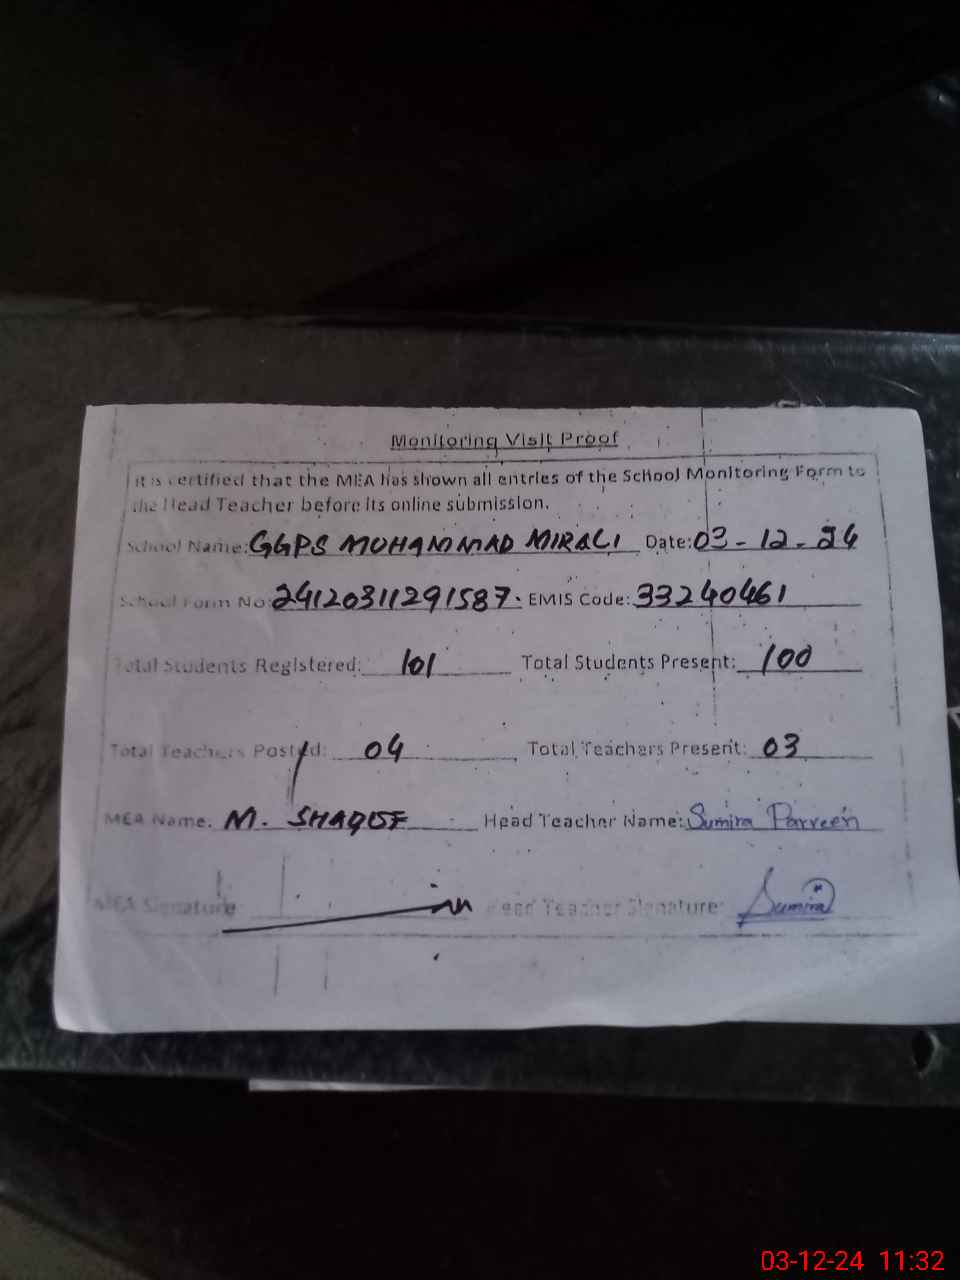 Monitoring Visit Proof
It is certified that the MEA has shown all entries of the School Monitoring Form to
the Head Teacher before its online submission.
School Name: GGPS MUHAMMAD MIRALI Date: 03-12-24
School Form No: 24120311291587. EMIS Code: 33240461
Total Students Registered: 101 Total Students Present: 100
Total Teachers Posted: 04 Total Teachers Present: 03
MEA Name: M. SHAQUE Head Teacher Name: Sumira Parveen
MEA Signature Head Teacher Signature: Sumira
03-12-24 11:32